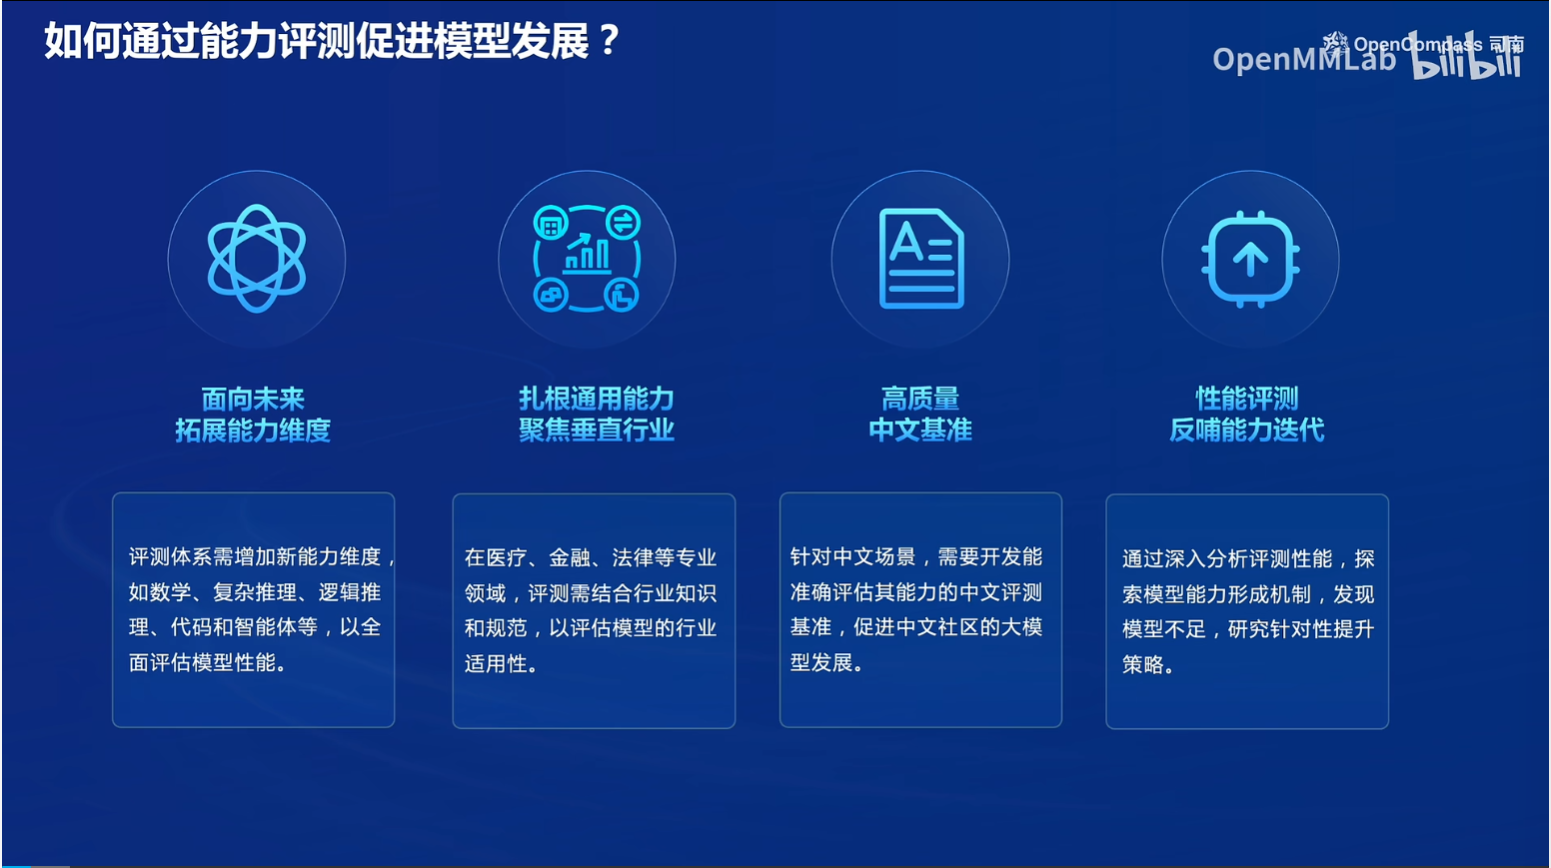 如何通过能力评测促进模型发展？
OpenCompass 司南
OpenMMLab bilibili
面向未来
拓展能力维度
扎根通用能力
聚焦垂直行业
高质量
中文基准
性能评测
反哺能力迭代
评测体系需增加新能力维度，
如数学、复杂推理、逻辑推
理、代码和智能体等，以全
面评估模型性能。
在医疗、金融、法律等专业
领域，评测需结合行业知识
和规范，以评估模型的行业
适用性。
针对中文场景，需要开发能
准确评估其能力的中文评测
基准，促进中文社区的大模
型发展。
通过深入分析评测性能，探
索模型能力形成机制，发现
模型不足，研究针对性提升
策略。